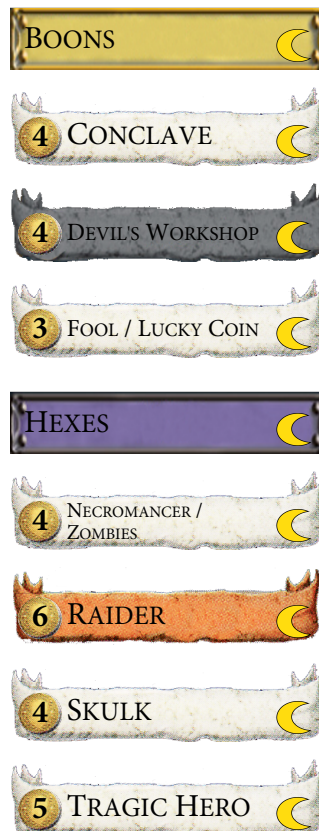 BOONS
4 CONCLAVE
4 DEVIL'S WORKSHOP
3 FOOL / LUCKY COIN
HEXES
4 NECROMANCER /
ZOMBIES
6 RAIDER
4 SKULK
5 TRAGIC HERO